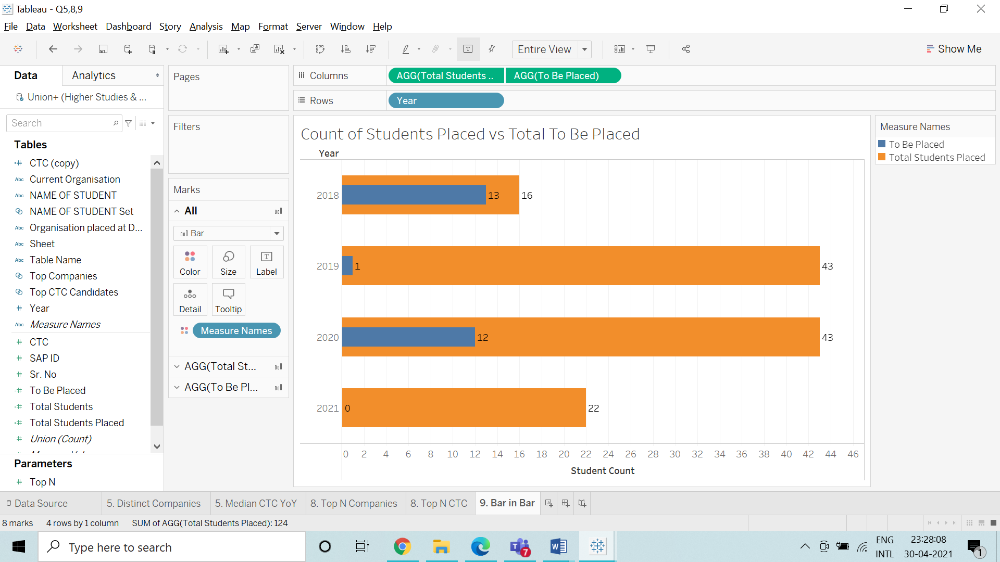 Tableau - Q5,8,9
File Data Worksheet Dashboard Story Analysis Map Format Server Window Help
Entire View
Show Me
Data Analytics
Union+ (Higher Studies & ...
Search
Tables
CTC (copy)
Abc Current Organisation
Abc NAME OF STUDENT
NAME OF STUDENT Set
Abc Organisation placed at D...
Abc Sheet
Abc Table Name
Top Companies
Top CTC Candidates
Year
Abc Measure Names
CTC
SAP ID
Sr. No
To Be Placed
Total Students
Total Students Placed
Union (Count)
Parameters
Top N
Pages
Filters
Marks
All
Bar
Color Size Label
Detail Tooltip
Measure Names
AGG(Total St...
AGG(To Be Pl...
Columns AGG(Total Students .. AGG(To Be Placed)
Rows Year
Count of Students Placed vs Total To Be Placed
Year
2018 13 16
2019 1 43
2020 12 43
2021 0 22
0 2 4 6 8 10 12 14 16 18 20 22 24 26 28 30 32 34 36 38 40 42 44 46
Student Count
Measure Names
To Be Placed
Total Students Placed
Data Source 5. Distinct Companies 5. Median CTC YoY 8. Top N Companies 8. Top N CTC 9. Bar in Bar
8 marks 4 rows by 1 column SUM of AGG(Total Students Placed): 124
Type here to search
7
ENG
INTL
23:28:08
30-04-2021
1